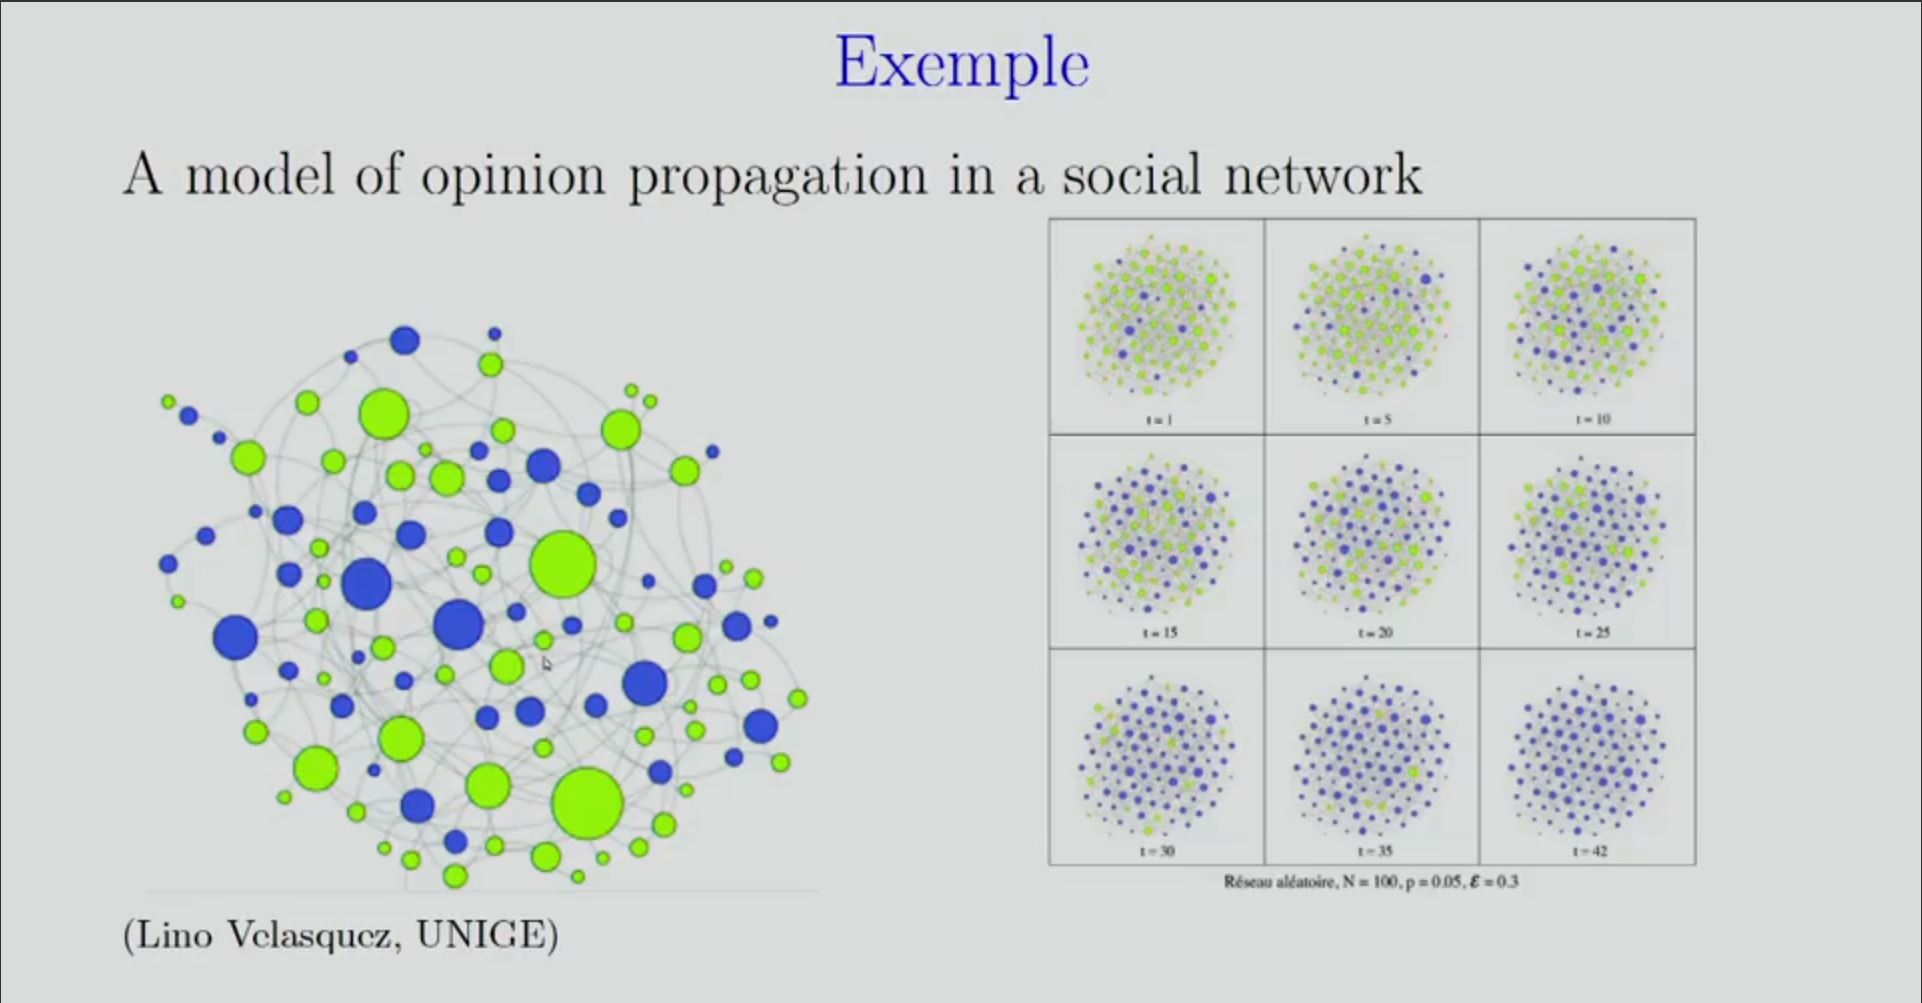 Exemple
A model of opinion propagation in a social network
t = 1
t = 5
t = 10
t = 15
t = 20
t = 25
t = 30
t = 35
t = 42
Réseau aléatoire, N = 100, p = 0.05, ℰ = 0.3
(Lino Velasquez, UNIGE)